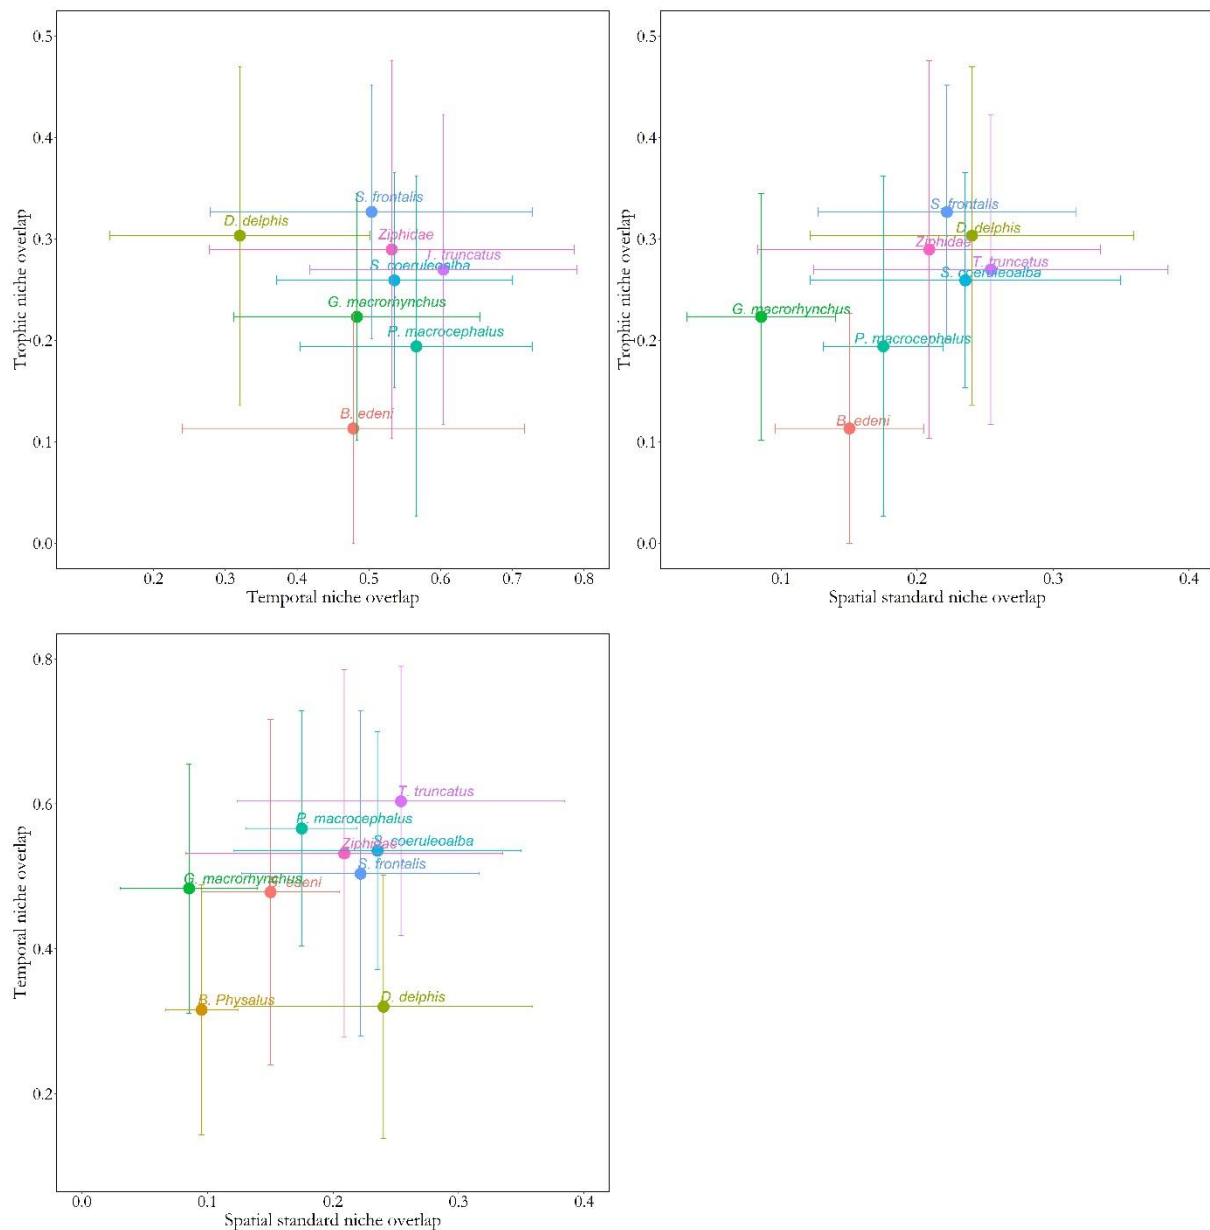 0.5
0.4
0.3
0.2
0.1
0.0
Trophic niche overlap
S. frontalis
D. delphis
Ziphidae
T. truncatus
S. coeruleoalba
G. macrorhynchus
P. macrocephalus
B. edeni
0.2 0.3 0.4 0.5 0.6 0.7 0.8
Temporal niche overlap
0.5
0.4
0.3
0.2
0.1
0.0
Trophic niche overlap
S. frontalis
D. delphis
Ziphidae
T. truncatus
S. coeruleoalba
G. macrorhynchus
P. macrocephalus
B. edeni
0.1 0.2 0.3 0.4
Spatial standard niche overlap
0.8
0.6
0.4
0.2
Temporal niche overlap
T. truncatus
P. macrocephalus
S. coeruleoalba
Ziphidae
S. frontalis
G. macrorhynchus
B. edeni
B. Physalus
D. delphis
0.0 0.1 0.2 0.3 0.4
Spatial standard niche overlap